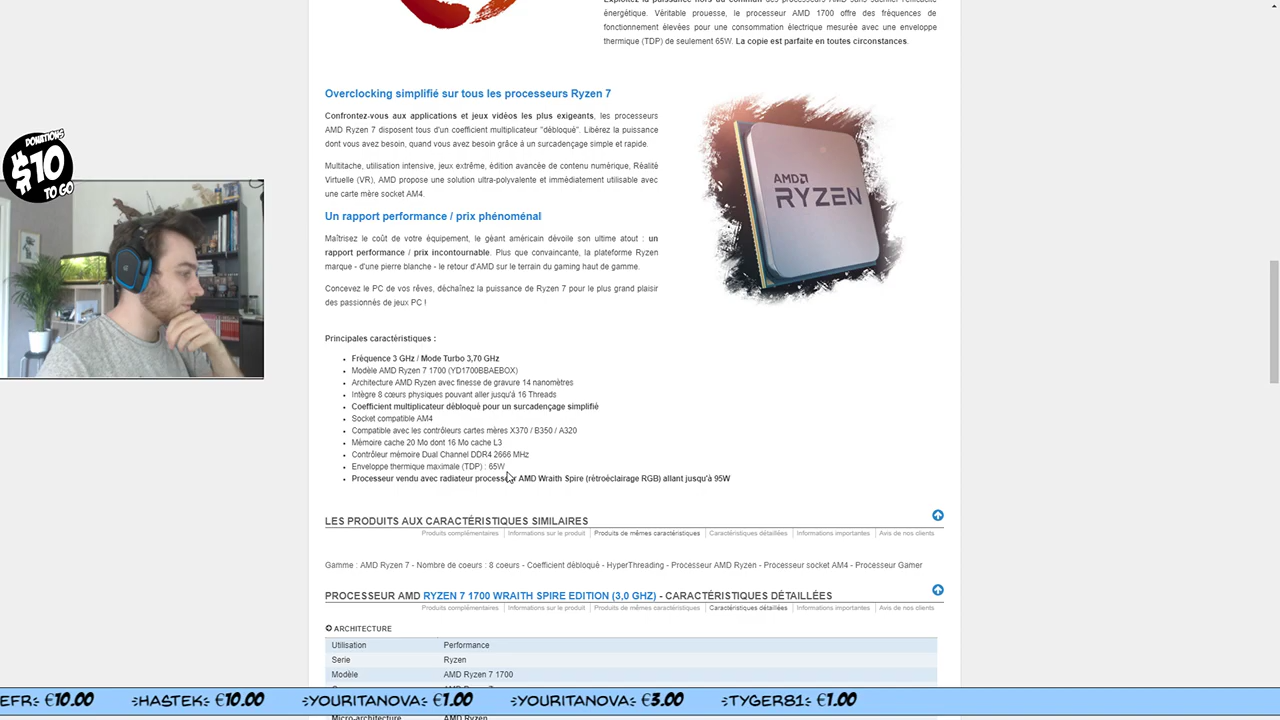 Exploitez la puissance hors du commun des processeurs AMD sans sacrifier l'efficacité
énergétique. Véritable prouesse, le processeur AMD 1700 offre des fréquences de
fonctionnement élevées pour une consommation électrique mesurée avec une enveloppe
thermique (TDP) de seulement 65W. La copie est parfaite en toutes circonstances.
Overclocking simplifié sur tous les processeurs Ryzen 7
Confrontez-vous aux applications et jeux vidéos les plus exigeants, les processeurs
AMD Ryzen 7 disposent tous d'un coefficient multiplicateur "débloqué". Libérez la puissance
dont vous avez besoin, quand vous avez besoin grâce à un surcadençage simple et rapide.
Multitache, utilisation intensive, jeux extrême, édition avancée de contenu numérique, Réalité
Virtuelle (VR), AMD propose une solution ultra-polyvalente et immédiatement utilisable avec
une carte mère socket AM4.
AMD
RYZEN
Un rapport performance / prix phénoménal
Maîtrisez le coût de votre équipement, le géant américain dévoile son ultime atout : un
rapport performance / prix incontournable. Plus que convaincante, la plateforme Ryzen
marque - d'une pierre blanche - le retour d'AMD sur le terrain du gaming haut de gamme.
Concevez le PC de vos rêves, déchaînez la puissance de Ryzen 7 pour le plus grand plaisir
des passionnés de jeux PC !
DONATIONS
$10
TO GO
Principales caractéristiques :
Fréquence 3 GHz / Mode Turbo 3,70 GHz
Modèle AMD Ryzen 7 1700 (YD1700BBAEBOX)
Architecture AMD Ryzen avec finesse de gravure 14 nanomètres
Intègre 8 cœurs physiques pouvant aller jusqu'à 16 Threads
Coefficient multiplicateur débloqué pour un surcadençage simplifié
Socket compatible AM4
Compatible avec les contrôleurs cartes mères X370 / B350 / A320
Mémoire cache 20 Mo dont 16 Mo cache L3
Contrôleur mémoire Dual Channel DDR4 2666 MHz
Enveloppe thermique maximale (TDP) : 65W
Processeur vendu avec radiateur processeur AMD Wraith Spire (rétroéclairage RGB) allant jusqu'à 95W
LES PRODUITS AUX CARACTÉRISTIQUES SIMILAIRES
Produits complémentaires Informations sur le produit Produits de mêmes caractéristiques Caractéristiques détaillées Informations importantes Avis de nos clients
Gamme : AMD Ryzen 7 - Nombre de coeurs : 8 coeurs - Coefficient débloqué - HyperThreading - Processeur AMD Ryzen - Processeur socket AM4 - Processeur Gamer
PROCESSEUR AMD RYZEN 7 1700 WRAITH SPIRE EDITION (3,0 GHZ) - CARACTÉRISTIQUES DÉTAILLÉES
Produits complémentaires Informations sur le produit Produits de mêmes caractéristiques Caractéristiques détaillées Informations importantes Avis de nos clients
ARCHITECTURE
Utilisation Performance
Serie Ryzen
Modèle AMD Ryzen 7 1700
EFR: €10.00 HASTEK: €10.00 YOURITANOVA: €1.00 YOURITANOVA: €3.00 TYGER81: €1.00
Micro-architecture AMD Ryzen